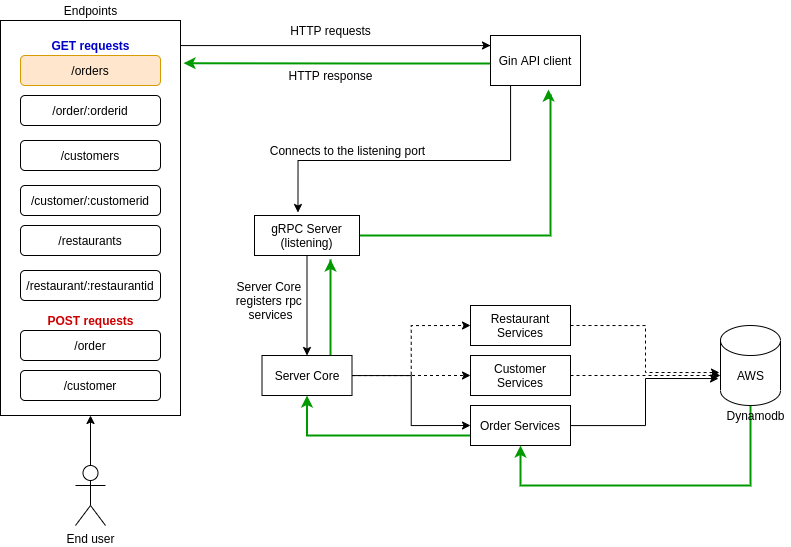 Endpoints
GET requests
/orders
/order/:orderid
/customers
/customer/:customerid
/restaurants
/restaurant/:restaurantid
POST requests
/order
/customer
End user
HTTP requests
HTTP response
Gin API client
Connects to the listening port
gRPC Server
(listening)
Server Core
registers rpc
services
Server Core
Restaurant
Services
Customer
Services
Order Services
AWS
Dynamodb